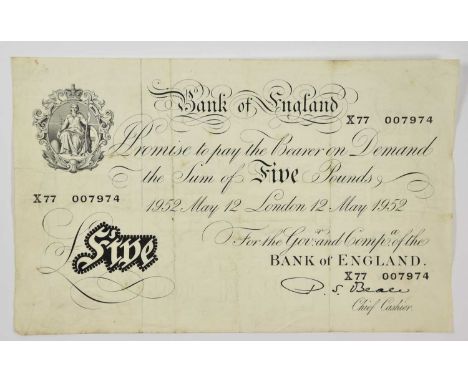 Bank of England
X77 007974
I Promise to pay the Bearer on Demand
the Sum of Five Pounds
X77 007974
1952 May 12 London 12 May 1952
For the Govr. and Compa. of the
BANK OF ENGLAND.
£Five
X77 007974
P. S. Beale
Chief Cashier.